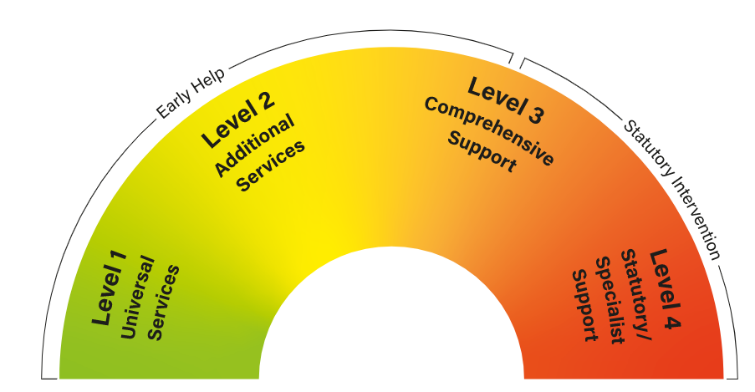 Early Help
Statutory Intervention
Level 1
Universal
Services
Level 2
Additional
Services
Level 3
Comprehensive
Support
Level 4
Statutory/
Specialist
Support